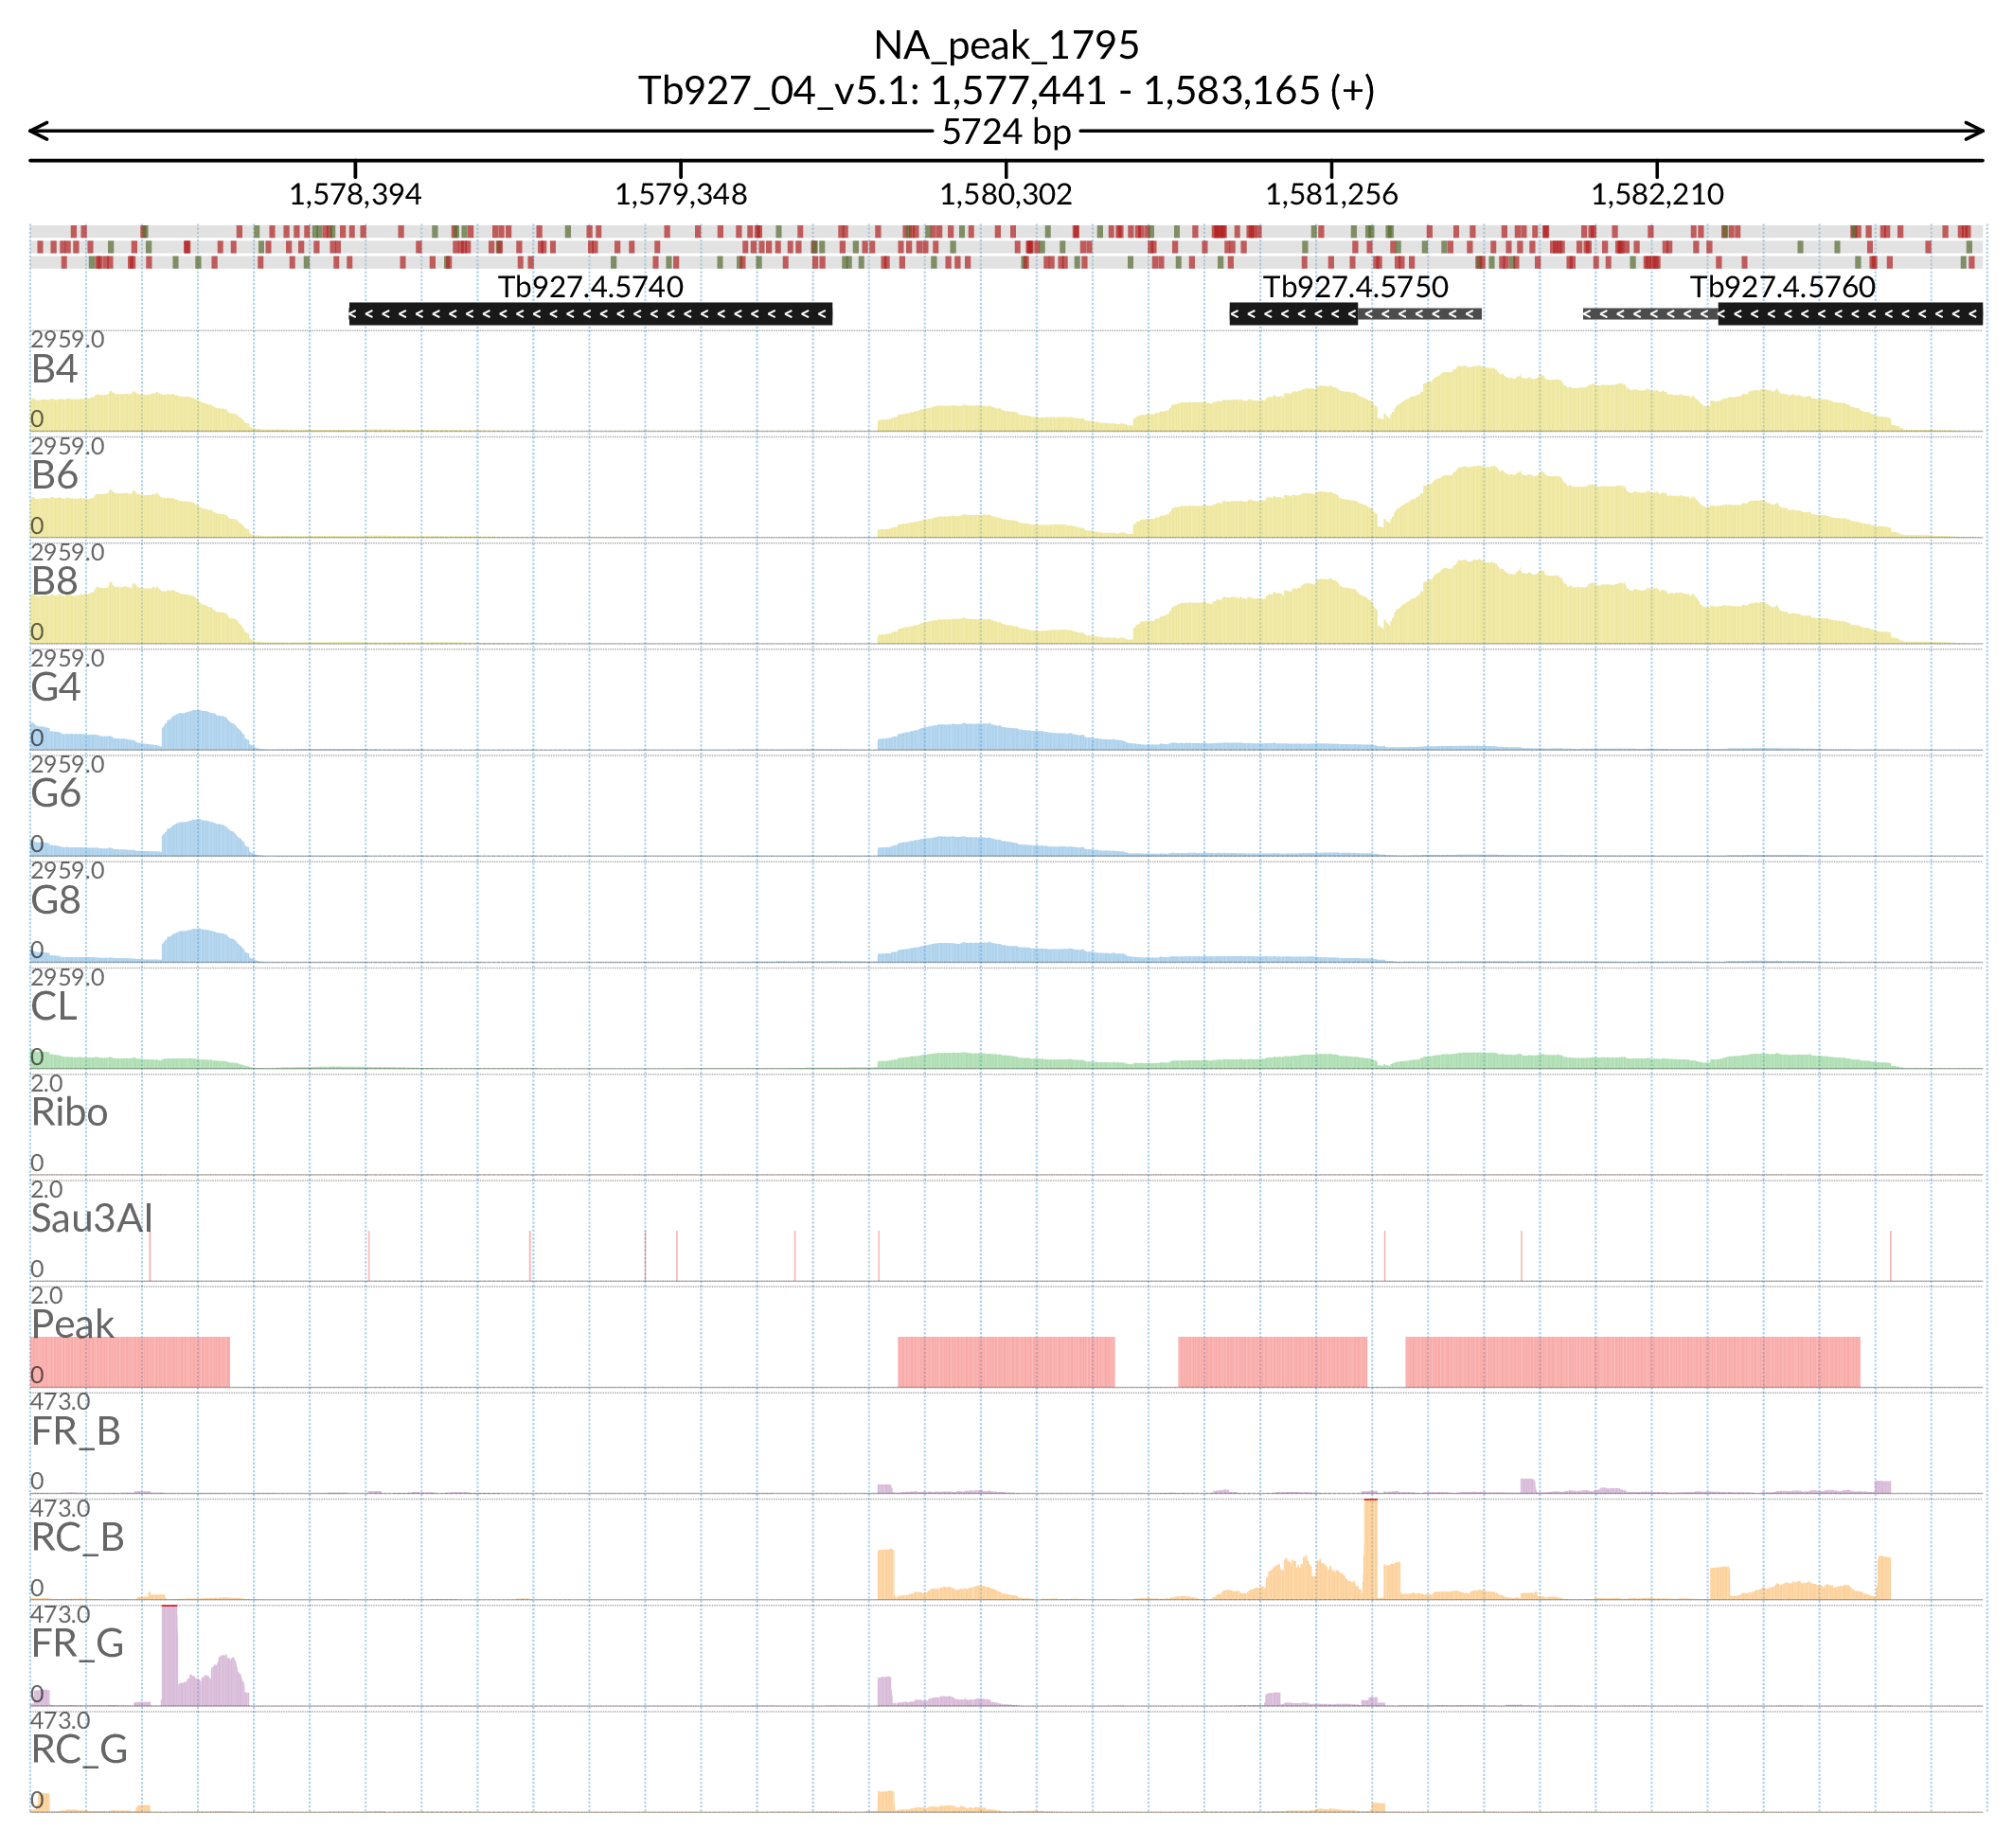 NA_peak_1795
Tb927_04_v5.1: 1,577,441 - 1,583,165 (+)
5724 bp
1,578,394 1,579,348 1,580,302 1,581,256 1,582,210
Tb927.4.5740 Tb927.4.5750 Tb927.4.5760
2959.0
B4
0
2959.0
B6
0
2959.0
B8
0
2959.0
G4
0
2959.0
G6
0
2959.0
G8
0
2959.0
CL
0
2.0
Ribo
0
2.0
Sau3AI
0
2.0
Peak
0
473.0
FR_B
0
473.0
RC_B
0
473.0
FR_G
0
473.0
RC_G
0